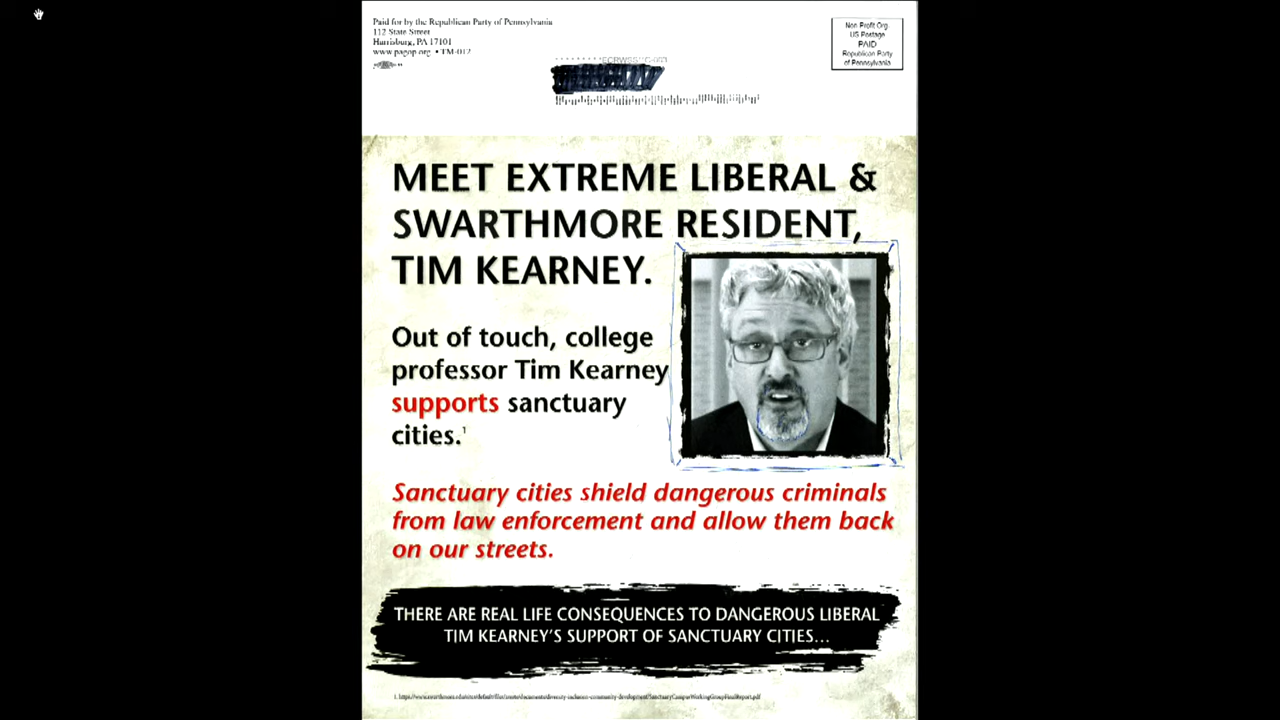 Paid for by the Republican Party of Pennsylvania
112 State Street
Harrisburg, PA 17101
www.pagop.org • TM-012
Non Profit Org.
US Postage
PAID
Republican Party
of Pennsylvania
MEET EXTREME LIBERAL &
SWARTHMORE RESIDENT,
TIM KEARNEY.
Out of touch, college
professor Tim Kearney
supports sanctuary
cities.¹
Sanctuary cities shield dangerous criminals
from law enforcement and allow them back
on our streets.
THERE ARE REAL LIFE CONSEQUENCES TO DANGEROUS LIBERAL
TIM KEARNEY'S SUPPORT OF SANCTUARY CITIES...